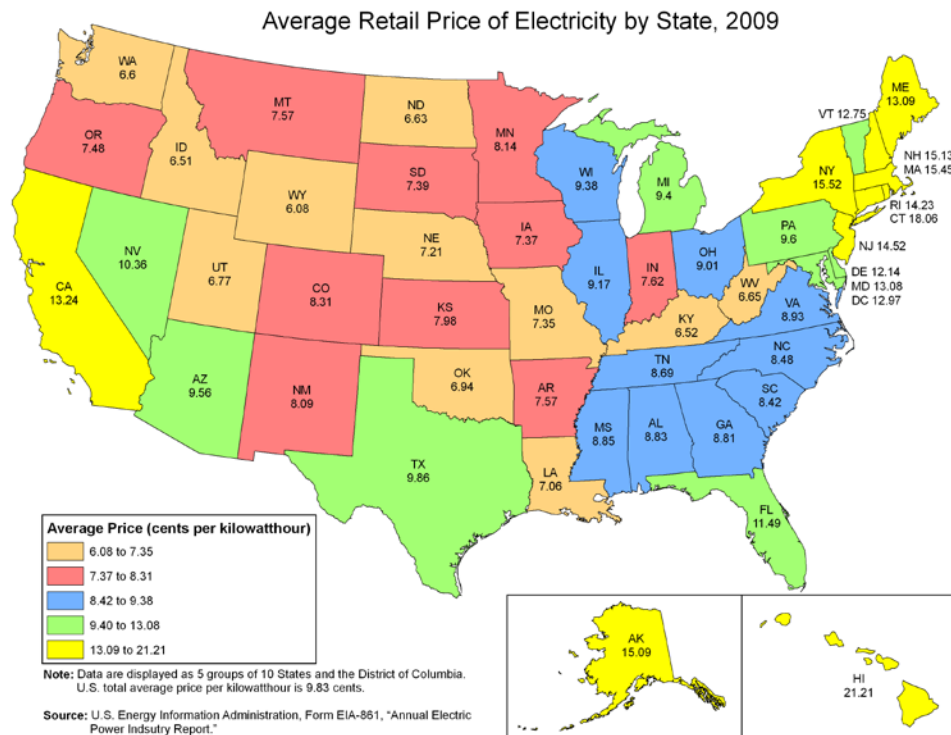 Average Retail Price of Electricity by State, 2009
WA
6.6
MT
7.57
ND
6.63
MN
8.14
ME
13.09
VT 12.75
OR
7.48
ID
6.51
SD
7.39
WI
9.38
MI
9.4
NY
15.52
NH 15.13
MA 15.45
RI 14.23
CT 18.06
WY
6.08
IA
7.37
PA
9.6
NJ 14.52
NE
7.21
NV
10.36
UT
6.77
CO
8.31
IL
9.17
IN
7.62
OH
9.01
WV
6.65
DE 12.14
MD 13.08
DC 12.97
CA
13.24
KS
7.98
MO
7.35
KY
6.52
VA
8.93
AZ
9.56
NM
8.09
OK
6.94
AR
7.57
TN
8.69
NC
8.48
SC
8.42
MS
8.85
AL
8.83
GA
8.81
TX
9.86
LA
7.06
FL
11.49
Average Price (cents per kilowatthour)
6.08 to 7.35
7.37 to 8.31
8.42 to 9.38
9.40 to 13.08
13.09 to 21.21
AK
15.09
HI
21.21
Note: Data are displayed as 5 groups of 10 States and the District of Columbia.
U.S. total average price per kilowatthour is 9.83 cents.
Source: U.S. Energy Information Administration, Form EIA-861, “Annual Electric
Power Indsutry Report.”